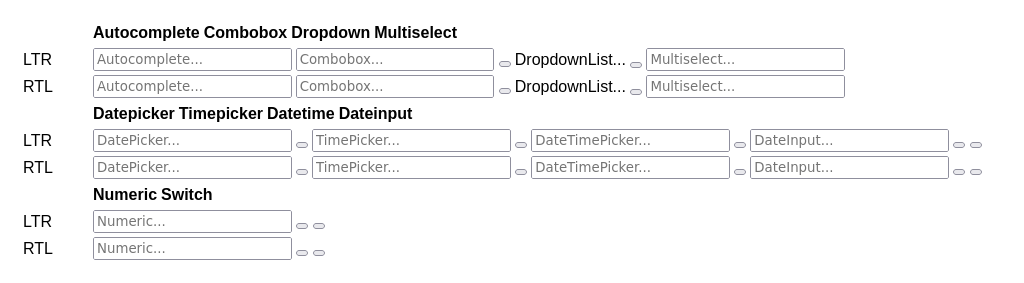 Autocomplete Combobox Dropdown Multiselect
LTR Autocomplete... Combobox... DropdownList... Multiselect...
RTL Autocomplete... Combobox... DropdownList... Multiselect...
Datepicker Timepicker Datetime Dateinput
LTR DatePicker... TimePicker... DateTimePicker... DateInput...
RTL DatePicker... TimePicker... DateTimePicker... DateInput...
Numeric Switch
LTR Numeric...
RTL Numeric...